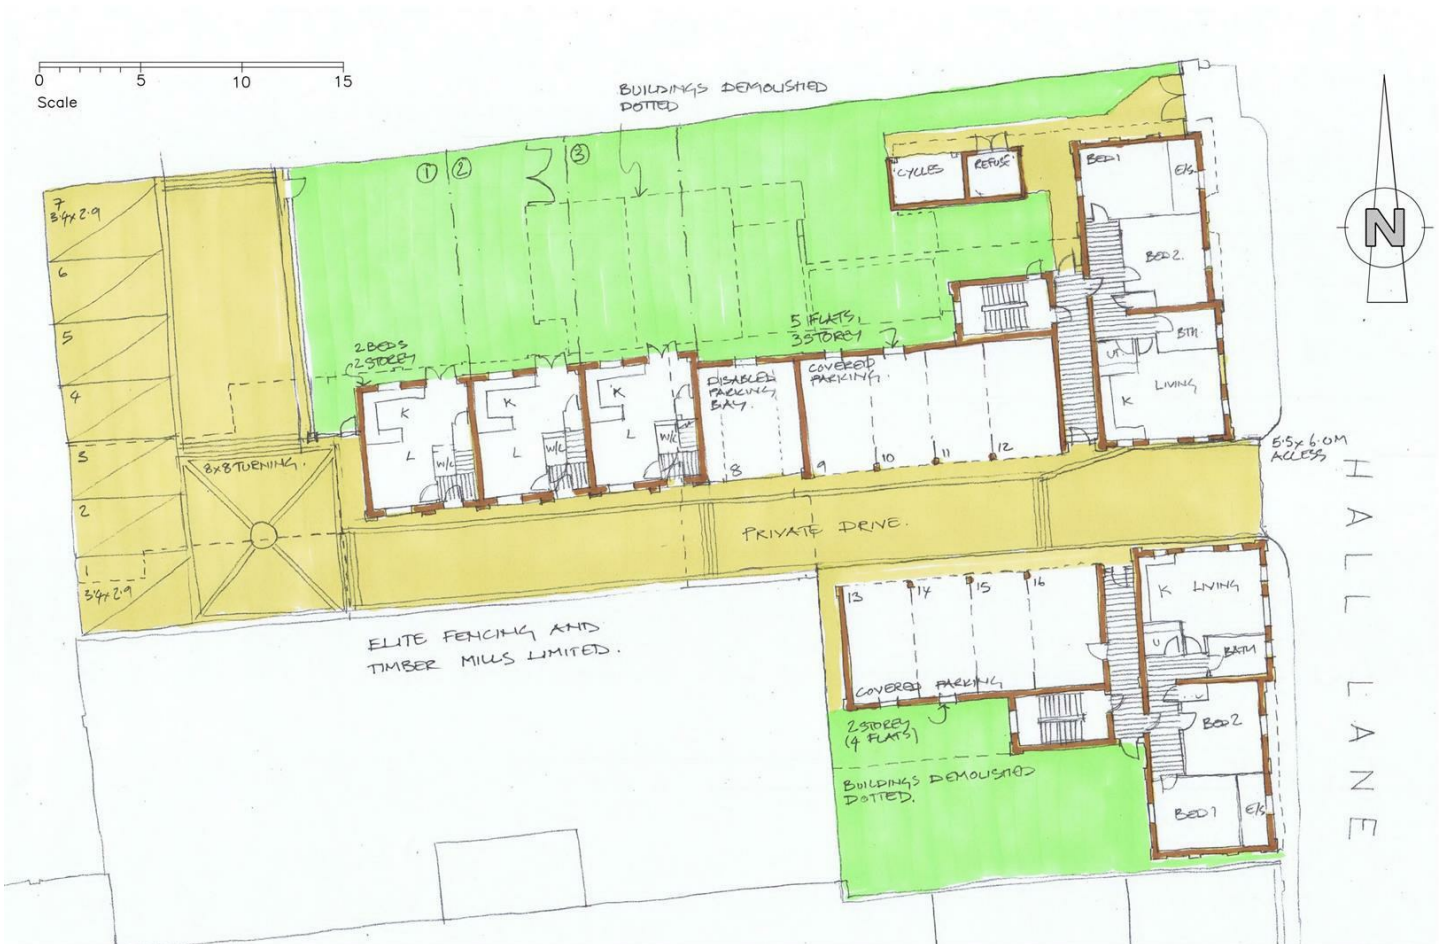 0 5 10 15
Scale
BUILDINGS DEMOLISHED
DOTTED
N
1
2
3
CYCLES
REFUSE
BED 1
E/S
BED 2.
BTH.
LIVING
K
7
3.4x2.9
6
5
4
3
2
1
3.4x2.9
8x8 TURNING.
2 BEDS
2 STOREY
K
L
W/C
K
L
W/C
K
L
W/C
DISABLED
PARKING
BAY.
8
5 FLATS,
3 STOREY
COVERED
PARKING.
9
10
11
12
5.5x6.0M
ACCESS
PRIVATE DRIVE.
HALL LANE
ELITE FENCING AND
TIMBER MILLS LIMITED.
13
14
15
16
COVERED PARKING
2 STOREY
(4 FLATS)
BUILDINGS DEMOLISHED
DOTTED.
K
LIVING
U
BATH
BED 2
BED 1
E/S